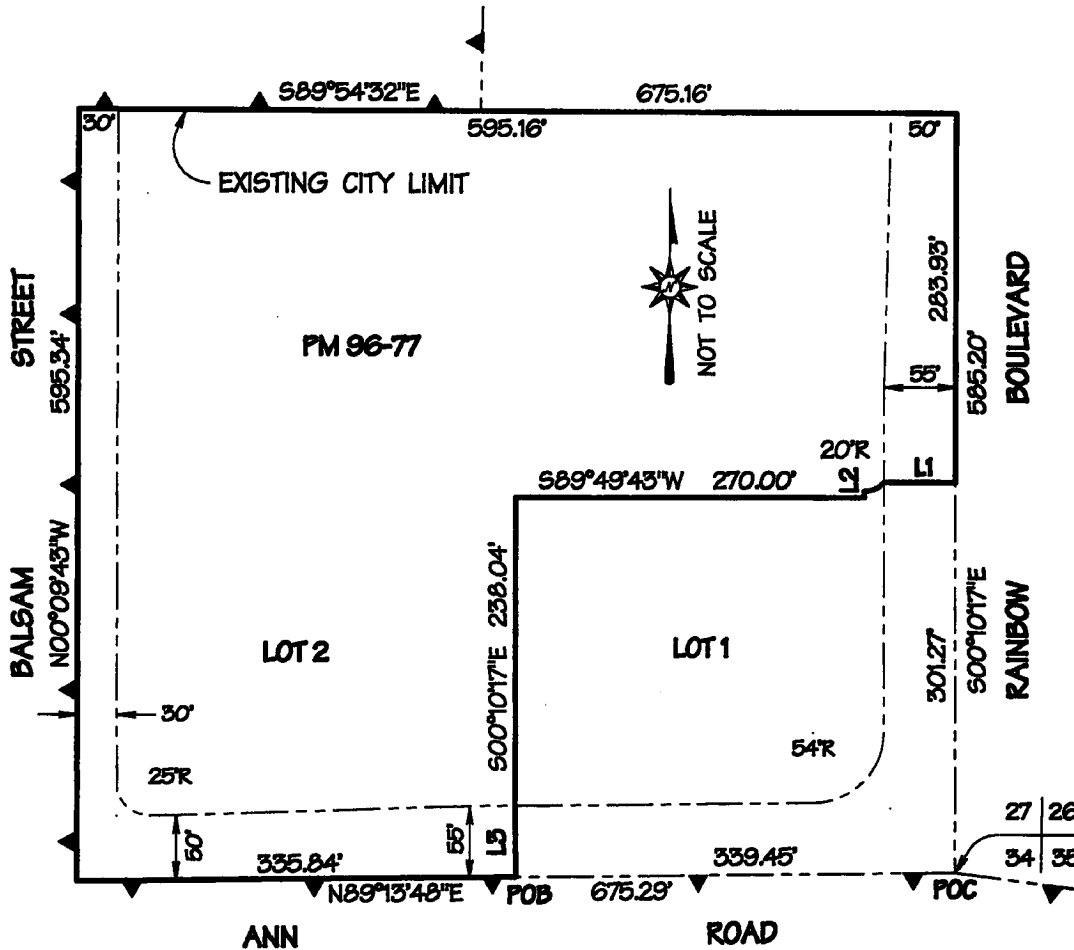 S89°54'32"E
675.16'
30'
595.16'
50'
EXISTING CITY LIMIT
NOT TO SCALE
N
STREET
595.34'
BALSAM
N00°09'43"W
PM 96-77
283.93'
BOULEVARD
55'
585.20'
20'R
L2
L1
S89°49'43"W 270.00'
S00°10'17"E 238.04'
LOT 2
LOT 1
301.27'
S00°10'17"E
RAINBOW
30'
25'R
54'R
50'
55'
L3
27 26
34 35
335.84'
339.45'
N89°13'48"E
POB
675.29'
POC
ANN
ROAD